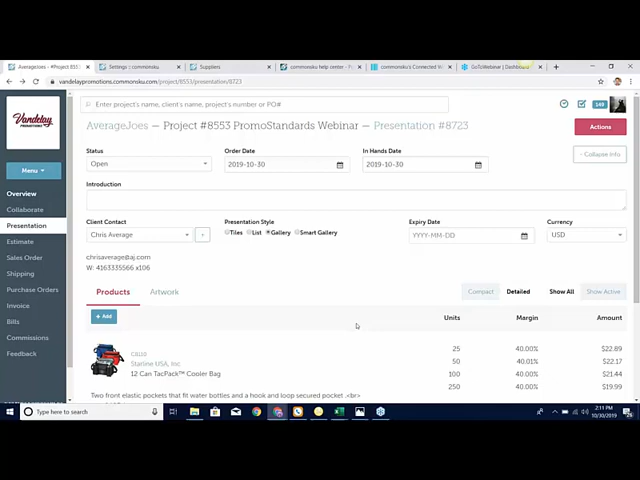 AverageJoes - #Project 8553
Settings :: commonsku
Suppliers
commonsku help center. - P
commonsku's Connected W
GoToWebinar | Dashboard
vandelaypromotions.commonsku.com/project/8553/presentation/8723
Vandelay
PROMOTIONS
Enter project's name, client's name, project's number or PO#
149
AverageJoes — Project #8553 PromoStandards Webinar — Presentation #8723
Actions
Status
Order Date
In Hands Date
- Collapse Info
Open
2019-10-30
2019-10-30
Menu
Overview
Collaborate
Presentation
Estimate
Sales Order
Shipping
Purchase Orders
Invoice
Bills
Commissions
Feedback
Introduction
Client Contact
Presentation Style
Expiry Date
Currency
Chris Average
+
Tiles List Gallery Smart Gallery
YYYY-MM-DD
USD
chrisaverage@aj.com
W: 4163335566 x106
Products
Artwork
Compact
Detailed
Show All
Show Active
+ Add
Units
Margin
Amount
Starline USA, Inc
12 Can TacPack™ Cooler Bag
25 40.00% $22.89
50 40.01% $22.17
100 40.00% $21.44
250 40.00% $19.99
Two front elastic pockets that fit water bottles and a hook and loop secured pocket .<br>
Type here to search
2:11 PM
10/30/2019